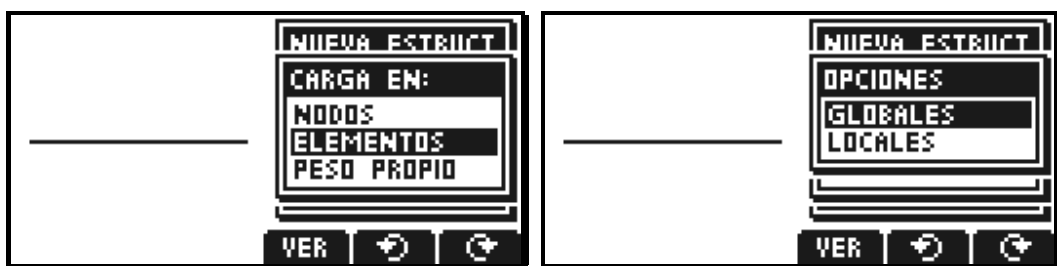 NUEVA ESTRUCT
CARGA EN:
NODOS
ELEMENTOS
PESO PROPIO
VER
NUEVA ESTRUCT
OPCIONES
GLOBALES
LOCALES
VER